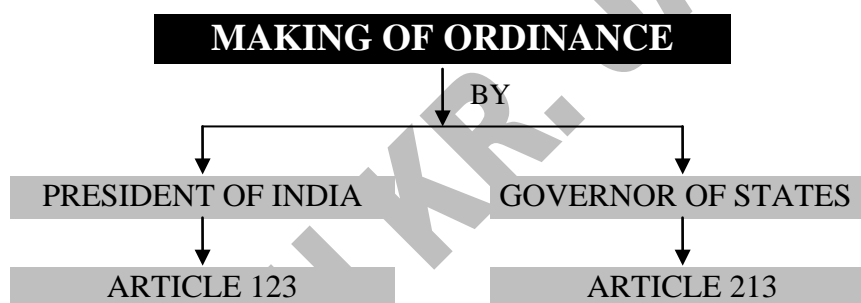 MAKING OF ORDINANCE
BY
PRESIDENT OF INDIA
GOVERNOR OF STATES
ARTICLE 123
ARTICLE 213